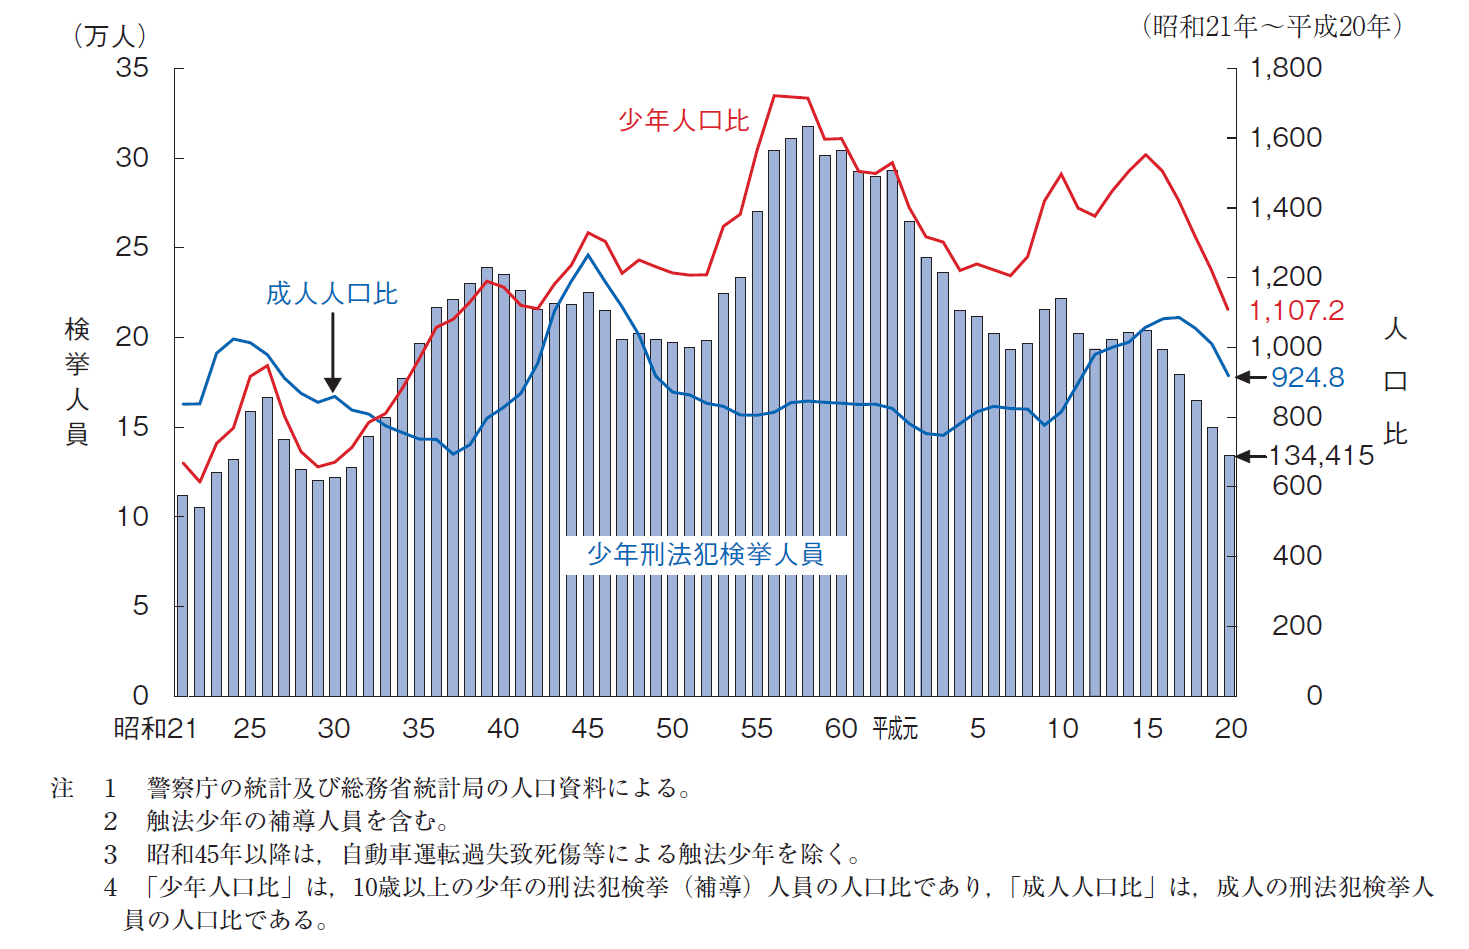 （昭和21年～平成20年）
（万人）
35
30
25
20
15
10
5
0
検挙人員
1,800
1,600
1,400
1,200
1,107.2
1,000
924.8
800
134,415
600
400
200
0
人口比
少年人口比
成人人口比
少年刑法犯検挙人員
昭和21 25 30 35 40 45 50 55 60 平成元 5 10 15 20
注 1 警察庁の統計及び総務省統計局の人口資料による。
2 触法少年の補導人員を含む。
3 昭和45年以降は，自動車運転過失致死傷等による触法少年を除く。
4 「少年人口比」は，10歳以上の少年の刑法犯検挙（補導）人員の人口比であり，「成人人口比」は，成人の刑法犯検挙人
員の人口比である。